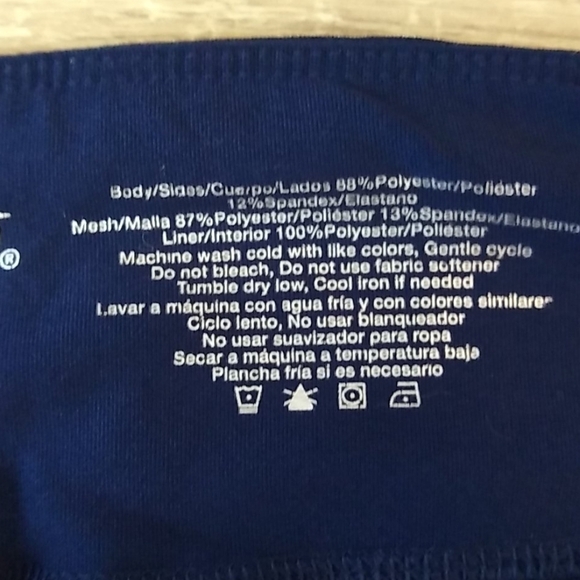 Body/Sides/Cuerpo/Lados 88%Polyester/Poliéster
12%Spandex/Elastano
Mesh/Malla 87%Polyester/Poliéster 13%Spandex/Elastano
Liner/Interior 100%Polyester/Poliéster
Machine wash cold with like colors, Gentle cycle
Do not bleach, Do not use fabric softener
Tumble dry low, Cool iron if needed
Lavar a máquina con agua fría y con colores similares
Ciclo lento, No usar blanqueador
No usar suavizador para ropa
Secar a máquina a temperatura baja
Plancha fría si es necesario
®